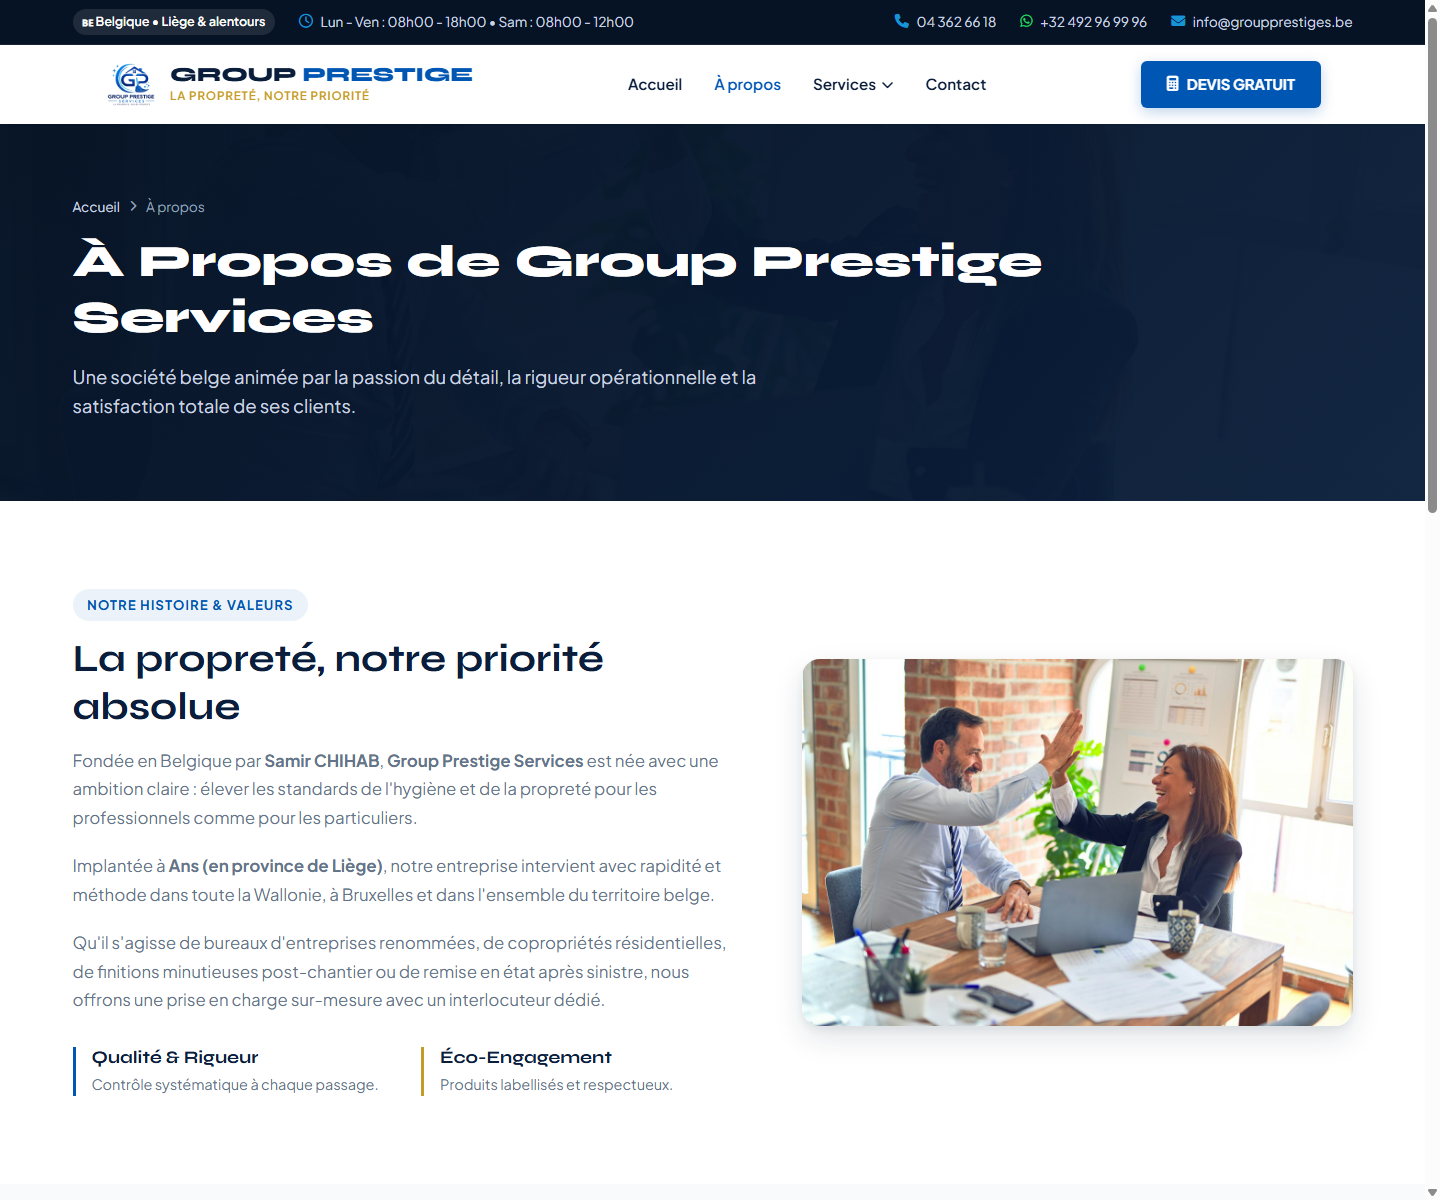 BE Belgique • Liège & alentours
Lun - Ven : 08h00 - 18h00 • Sam : 08h00 - 12h00
04 362 66 18
+32 492 96 99 96
info@groupprestiges.be
GROUP PRESTIGE
SERVICES
GROUP PRESTIGE
LA PROPRETÉ, NOTRE PRIORITÉ
Accueil
À propos
Services
Contact
DEVIS GRATUIT
Accueil > À propos
À Propos de Group Prestige
Services
Une société belge animée par la passion du détail, la rigueur opérationnelle et la
satisfaction totale de ses clients.
NOTRE HISTOIRE & VALEURS
La propreté, notre priorité
absolue
Fondée en Belgique par Samir CHIHAB, Group Prestige Services est née avec une
ambition claire : élever les standards de l'hygiène et de la propreté pour les
professionnels comme pour les particuliers.
Implantée à Ans (en province de Liège), notre entreprise intervient avec rapidité et
méthode dans toute la Wallonie, à Bruxelles et dans l'ensemble du territoire belge.
Qu'il s'agisse de bureaux d'entreprises renommées, de copropriétés résidentielles,
de finitions minutieuses post-chantier ou de remise en état après sinistre, nous
offrons une prise en charge sur-mesure avec un interlocuteur dédié.
Qualité & Rigueur
Contrôle systématique à chaque passage.
Éco-Engagement
Produits labellisés et respectueux.